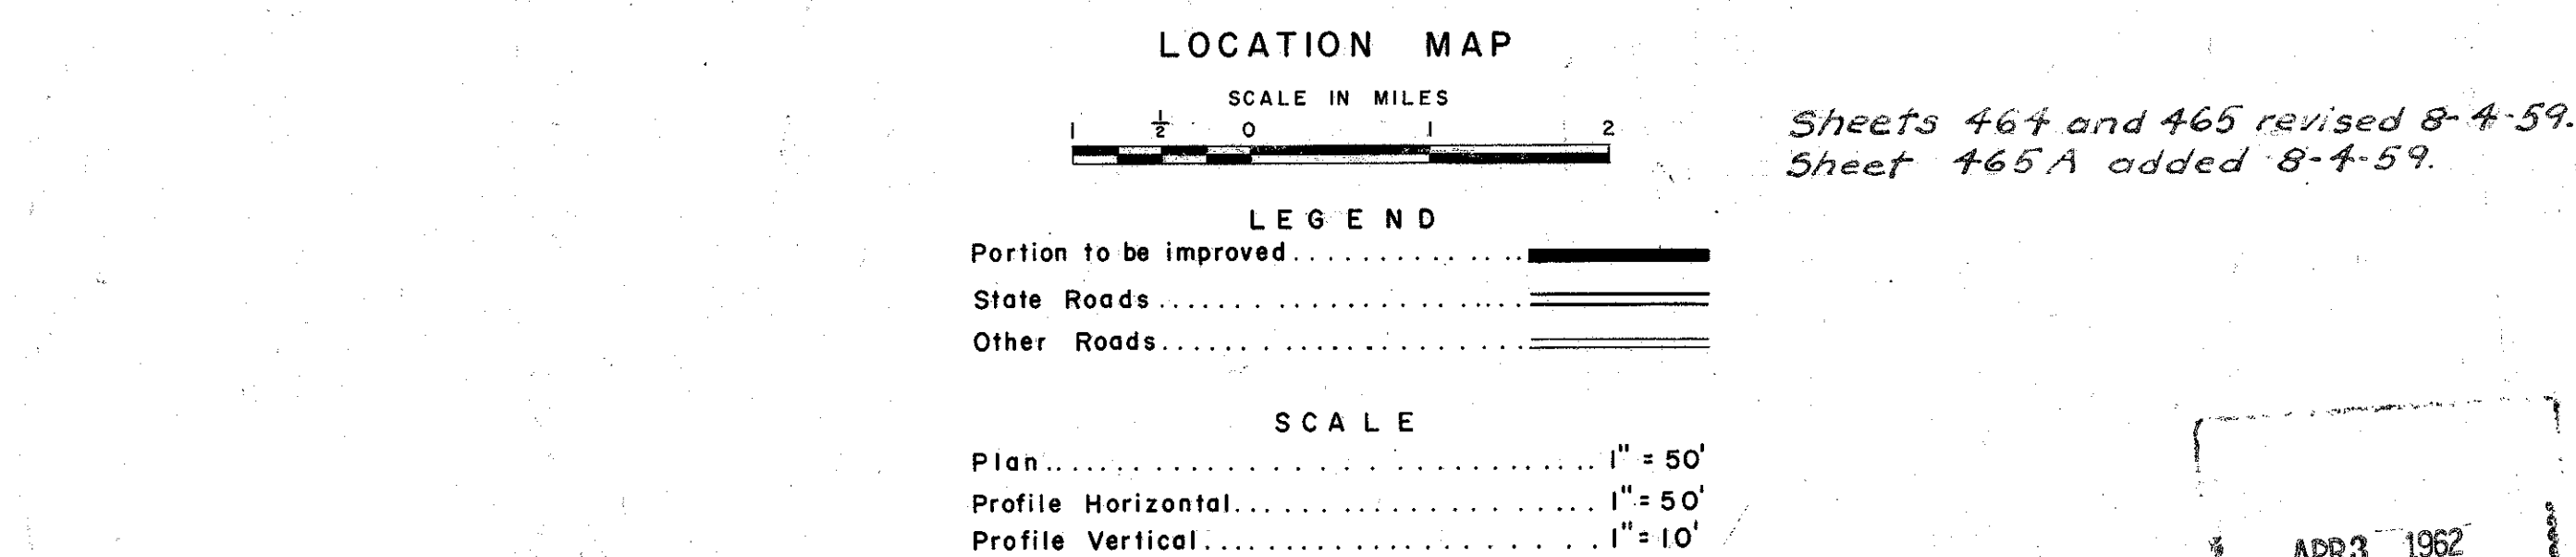 LOCATION MAP
SCALE IN MILES
1 1/2 0 1 2
Sheets 464 and 465 revised 8-4-59.
Sheet 465A added 8-4-59.
LEGEND
Portion to be improved
State Roads
Other Roads
SCALE
Plan 1" = 50'
Profile Horizontal 1" = 50'
Profile Vertical 1" = 10'
APR 3 1962